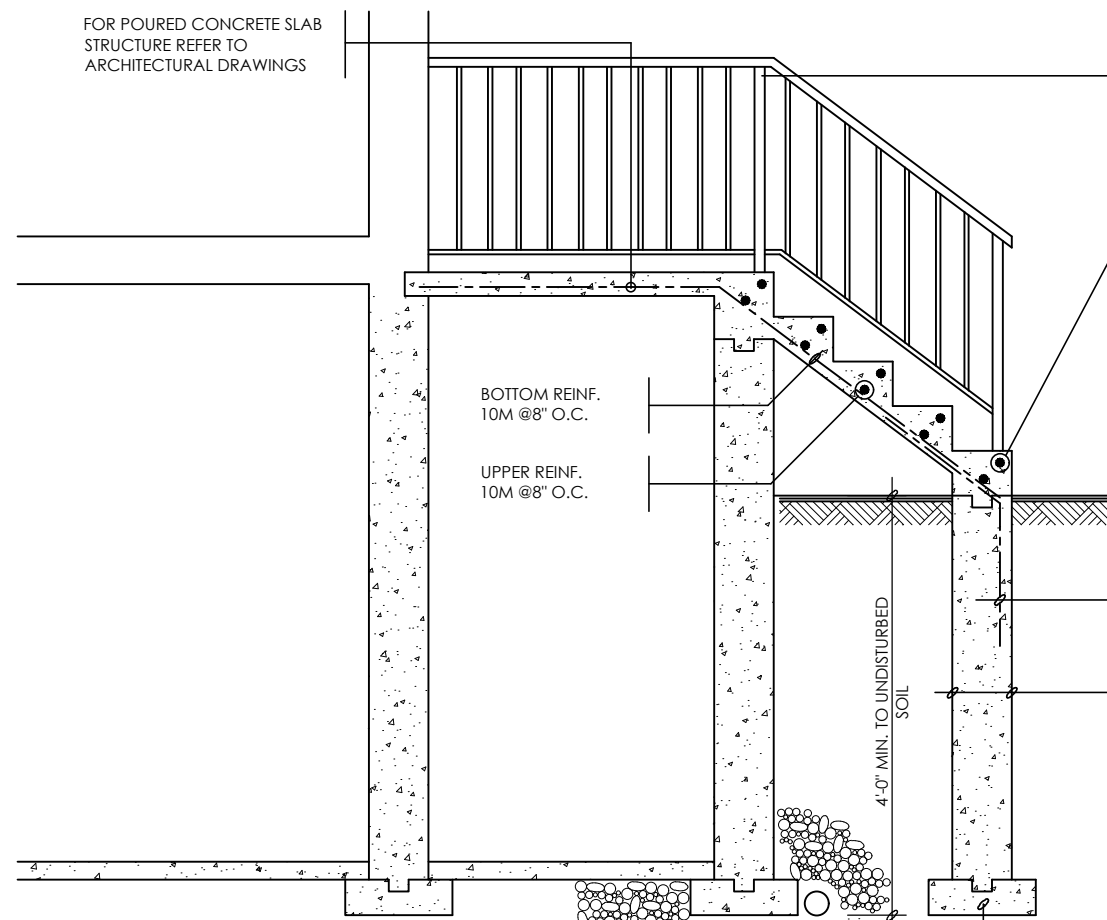 FOR POURED CONCRETE SLAB
STRUCTURE REFER TO
ARCHITECTURAL DRAWINGS
BOTTOM REINF.
10M @8" O.C.
UPPER REINF.
10M @8" O.C.
4'-0" MIN. TO UNDISTURBED
SOIL